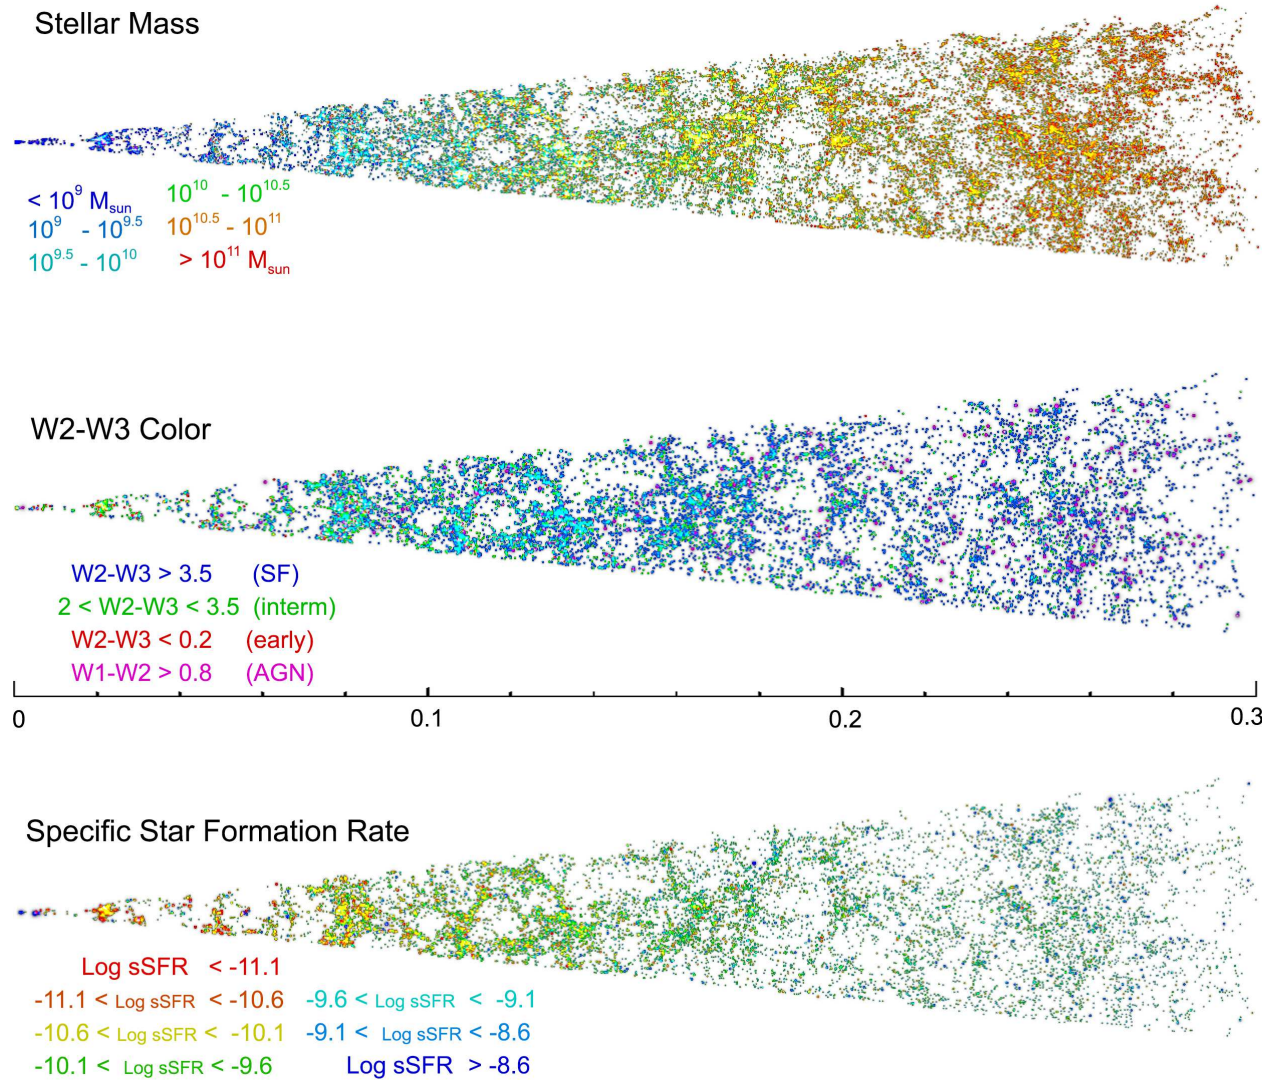 Stellar Mass
< 10^9 M_sun 10^10 - 10^10.5
10^9 - 10^9.5 10^10.5 - 10^11
10^9.5 - 10^10 > 10^11 M_sun
W2-W3 Color
W2-W3 > 3.5 (SF)
2 < W2-W3 < 3.5 (interm)
W2-W3 < 0.2 (early)
W1-W2 > 0.8 (AGN)
0 0.1 0.2 0.3
Specific Star Formation Rate
Log sSFR < -11.1
-11.1 < Log sSFR < -10.6 -9.6 < Log sSFR < -9.1
-10.6 < Log sSFR < -10.1 -9.1 < Log sSFR < -8.6
-10.1 < Log sSFR < -9.6 Log sSFR > -8.6